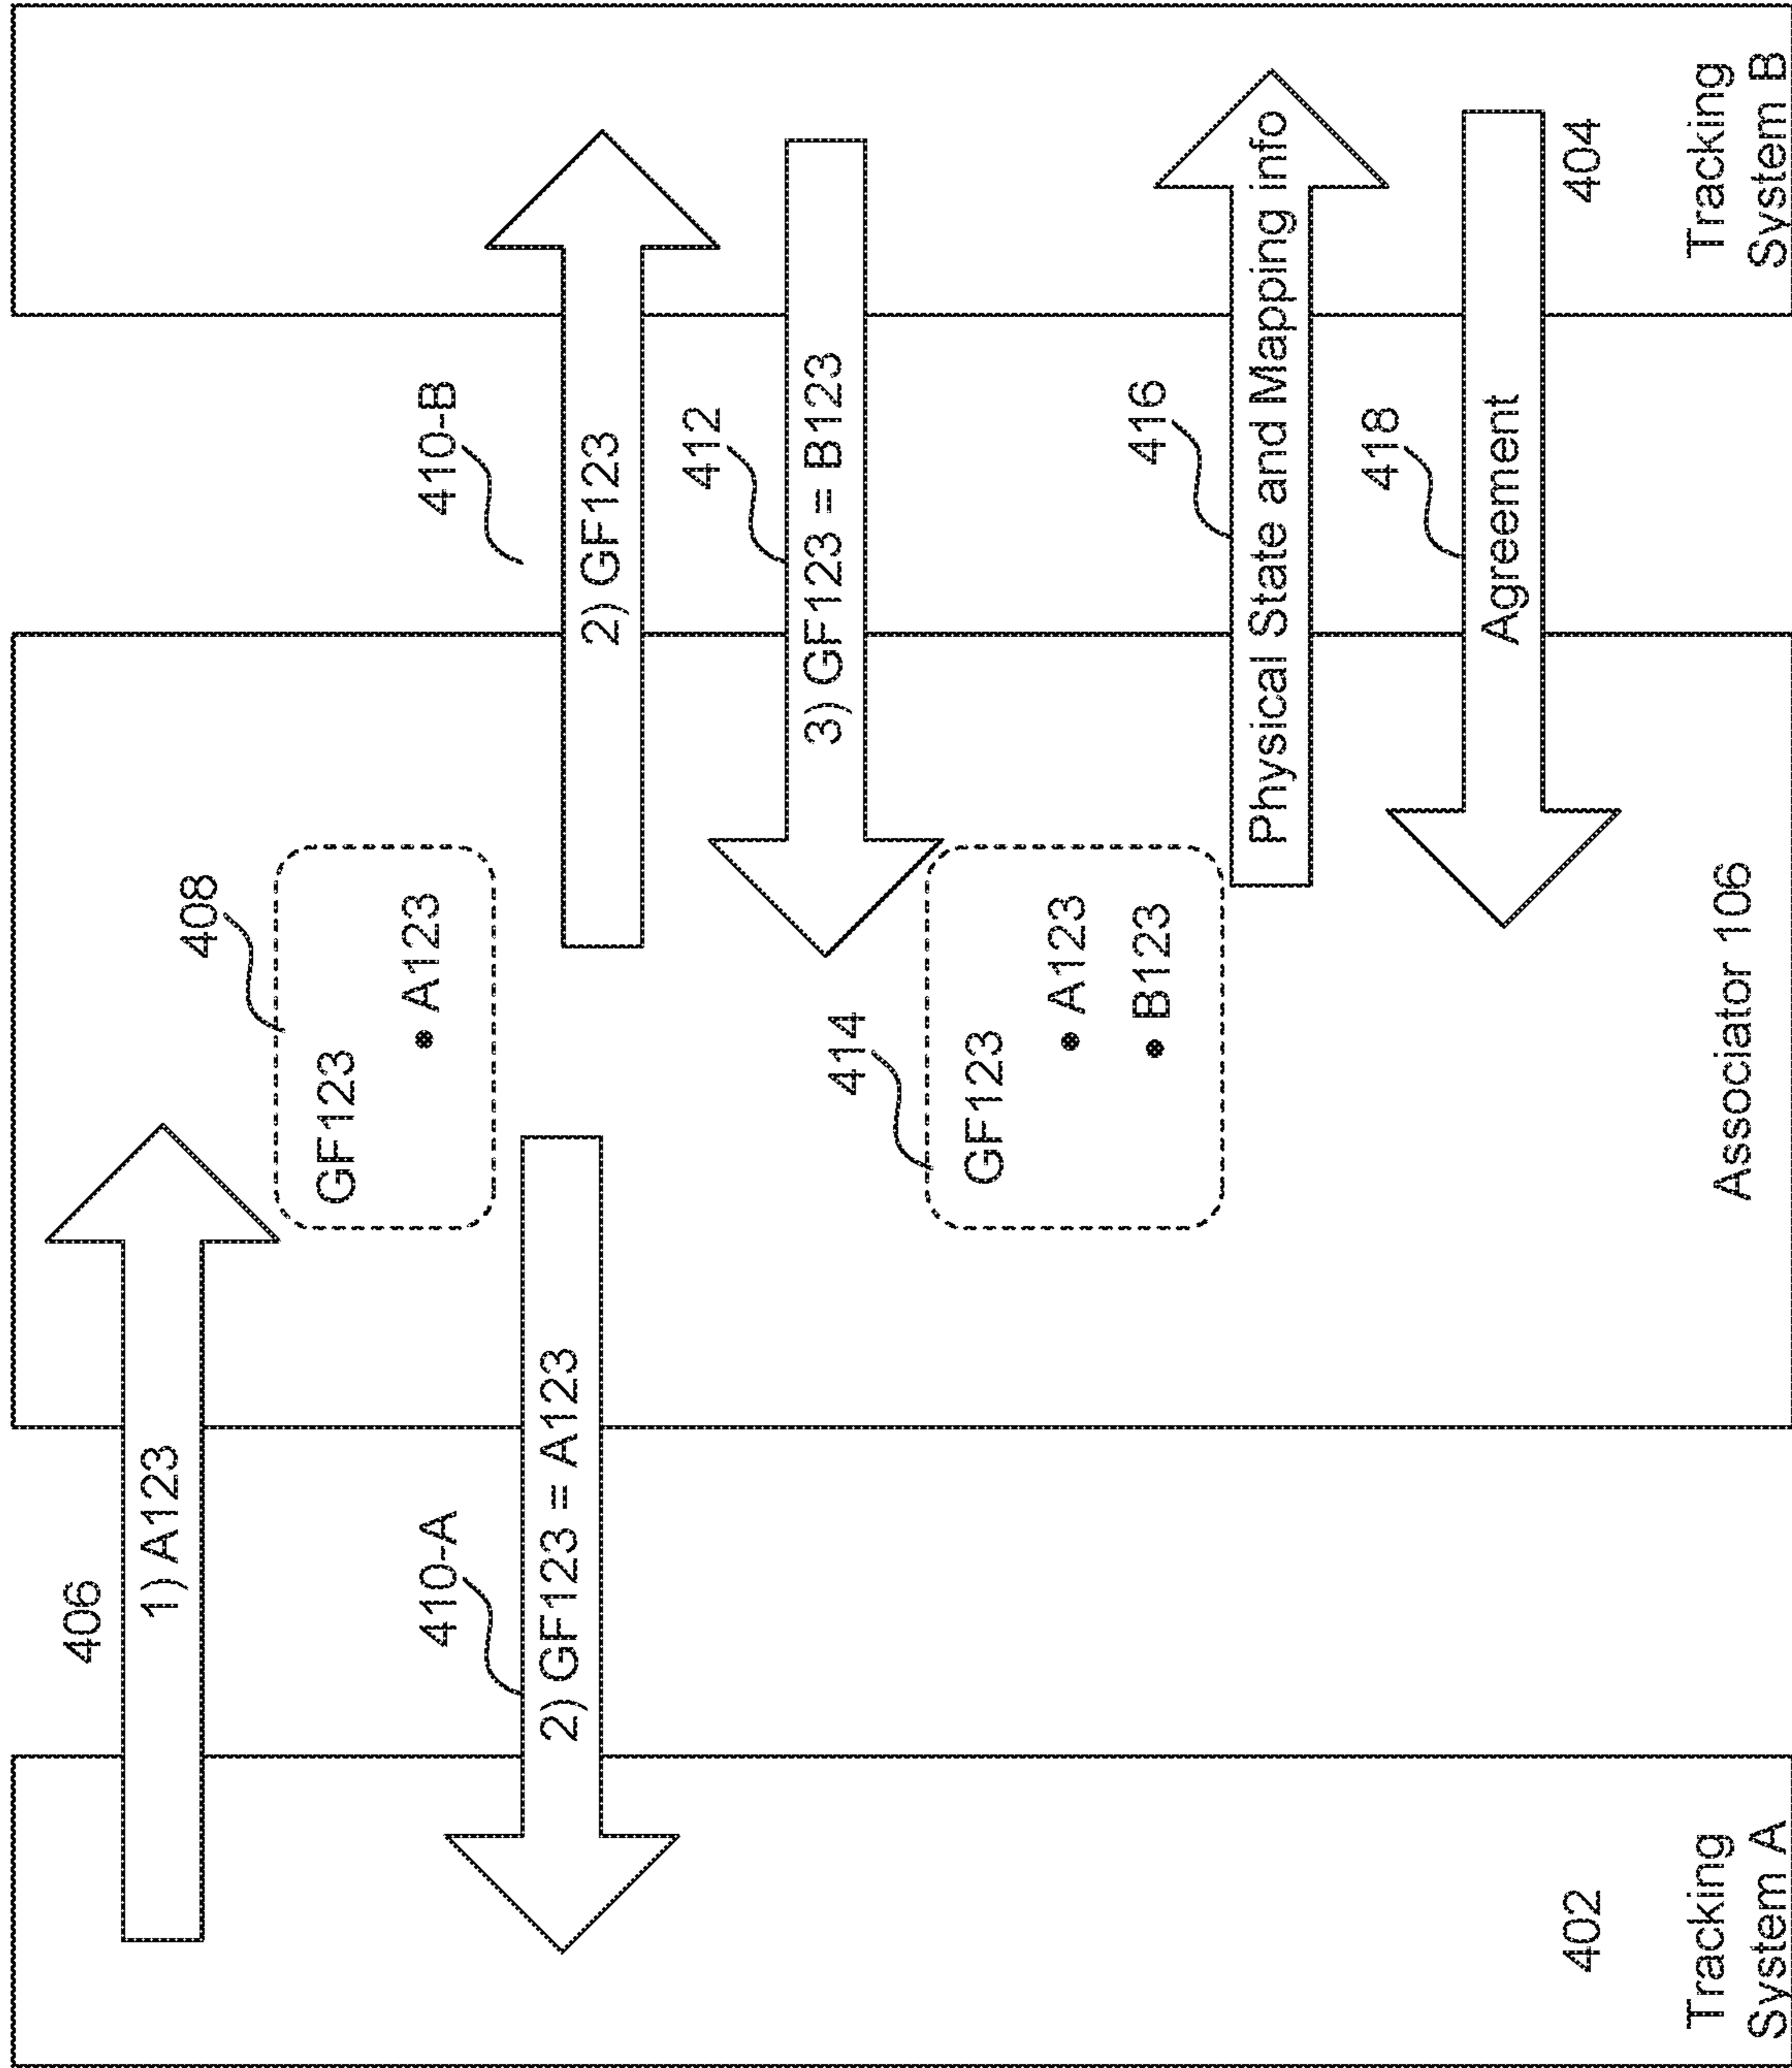 406
1) A123
408
GF123
• A123
410-A
2) GF123 = A123
410-B
2) GF123
412
3) GF123 = B123
414
GF123
• A123
• B123
416
Physical State and Mapping info
418
Agreement
402
Tracking
System A
Associator 106
404
Tracking
System B